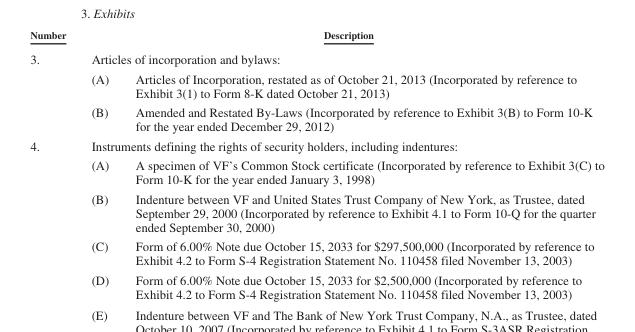 3. Exhibits
Number Description
3. Articles of incorporation and bylaws:
(A) Articles of Incorporation, restated as of October 21, 2013 (Incorporated by reference to
Exhibit 3(1) to Form 8-K dated October 21, 2013)
(B) Amended and Restated By-Laws (Incorporated by reference to Exhibit 3(B) to Form 10-K
for the year ended December 29, 2012)
4. Instruments defining the rights of security holders, including indentures:
(A) A specimen of VF’s Common Stock certificate (Incorporated by reference to Exhibit 3(C) to
Form 10-K for the year ended January 3, 1998)
(B) Indenture between VF and United States Trust Company of New York, as Trustee, dated
September 29, 2000 (Incorporated by reference to Exhibit 4.1 to Form 10-Q for the quarter
ended September 30, 2000)
(C) Form of 6.00% Note due October 15, 2033 for $297,500,000 (Incorporated by reference to
Exhibit 4.2 to Form S-4 Registration Statement No. 110458 filed November 13, 2003)
(D) Form of 6.00% Note due October 15, 2033 for $2,500,000 (Incorporated by reference to
Exhibit 4.2 to Form S-4 Registration Statement No. 110458 filed November 13, 2003)
(E) Indenture between VF and The Bank of New York Trust Company, N.A., as Trustee, dated
October 10, 2007 (Incorporated by reference to Exhibit 4.1 to Form S-3ASR Registration